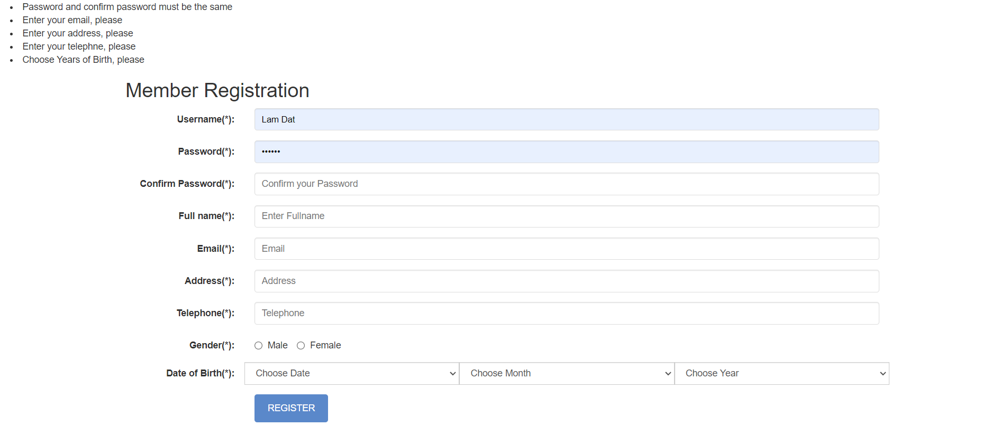 Password and confirm password must be the same
Enter your email, please
Enter your address, please
Enter your telephne, please
Choose Years of Birth, please
Member Registration
Username(*): Lam Dat
Password(*): ••••••
Confirm Password(*): Confirm your Password
Full name(*): Enter Fullname
Email(*): Email
Address(*): Address
Telephone(*): Telephone
Gender(*): Male Female
Date of Birth(*): Choose Date Choose Month Choose Year
REGISTER